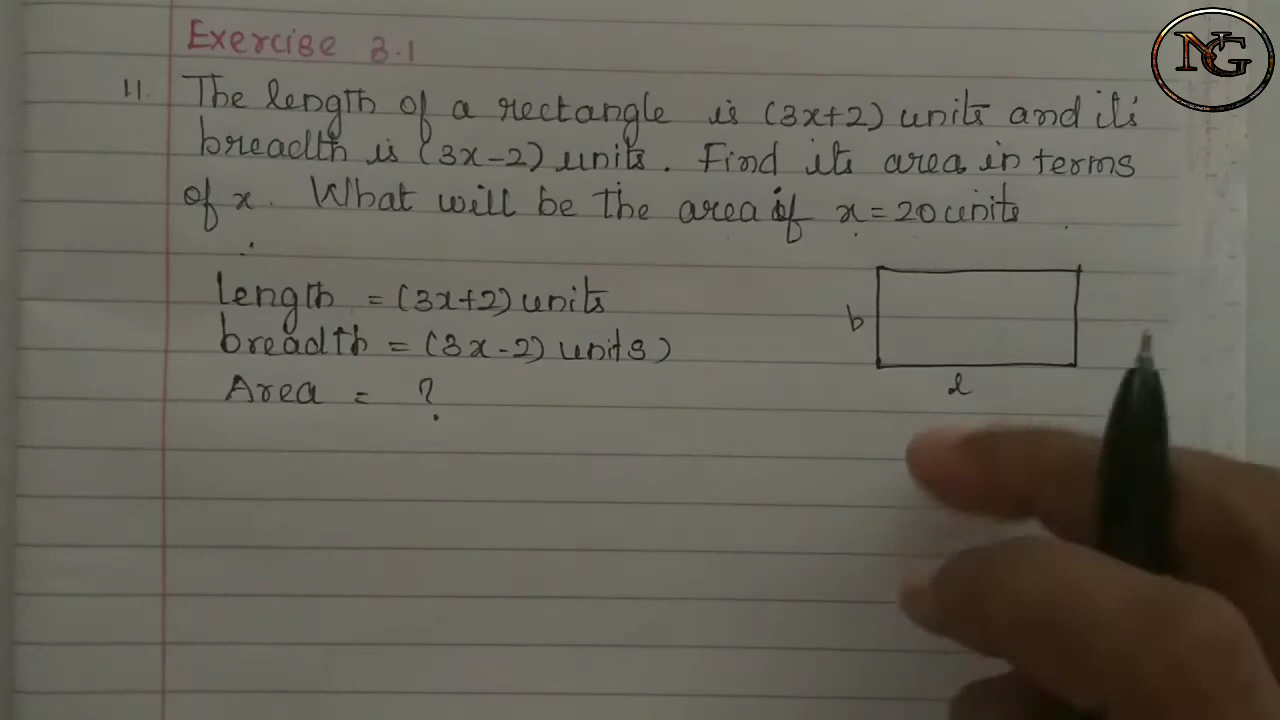 Exercise 3.1
11. The length of a rectangle is (3x+2) units and its
breadth is (3x-2) units. Find its area in terms
of x. What will be the area if x = 20 units
length = (3x+2) units
breadth = (3x-2) units)
Area = ?
b
l
NG